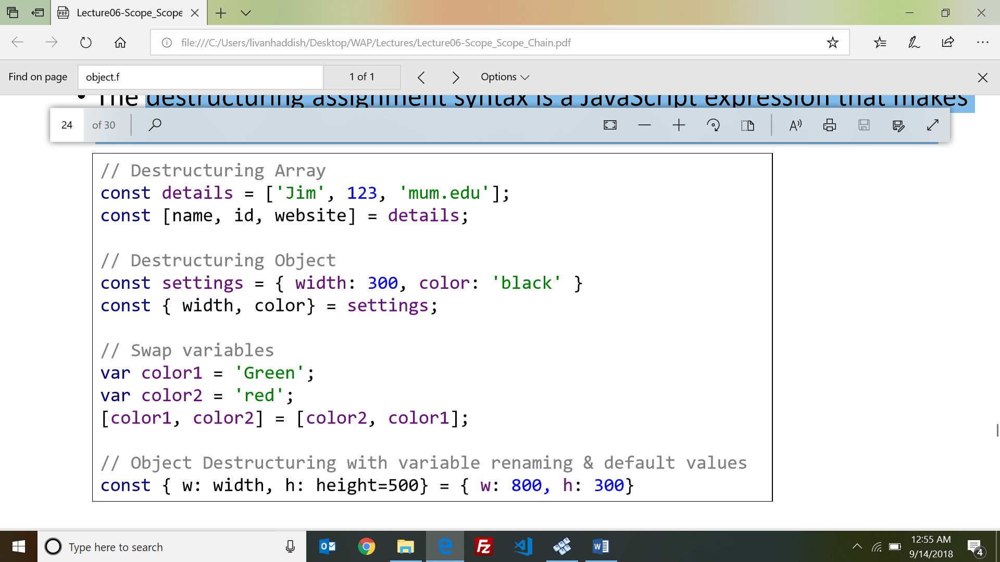 Lecture06-Scope_Scope
file:///C:/Users/livanhaddish/Desktop/WAP/Lectures/Lecture06-Scope_Scope_Chain.pdf
Find on page object.f 1 of 1 Options
• The destructuring assignment syntax is a JavaScript expression that makes
24 of 30
// Destructuring Array
const details = ['Jim', 123, 'mum.edu'];
const [name, id, website] = details;
// Destructuring Object
const settings = { width: 300, color: 'black' }
const { width, color} = settings;
// Swap variables
var color1 = 'Green';
var color2 = 'red';
[color1, color2] = [color2, color1];
// Object Destructuring with variable renaming & default values
const { w: width, h: height=500} = { w: 800, h: 300}
Type here to search
12:55 AM
9/14/2018
4